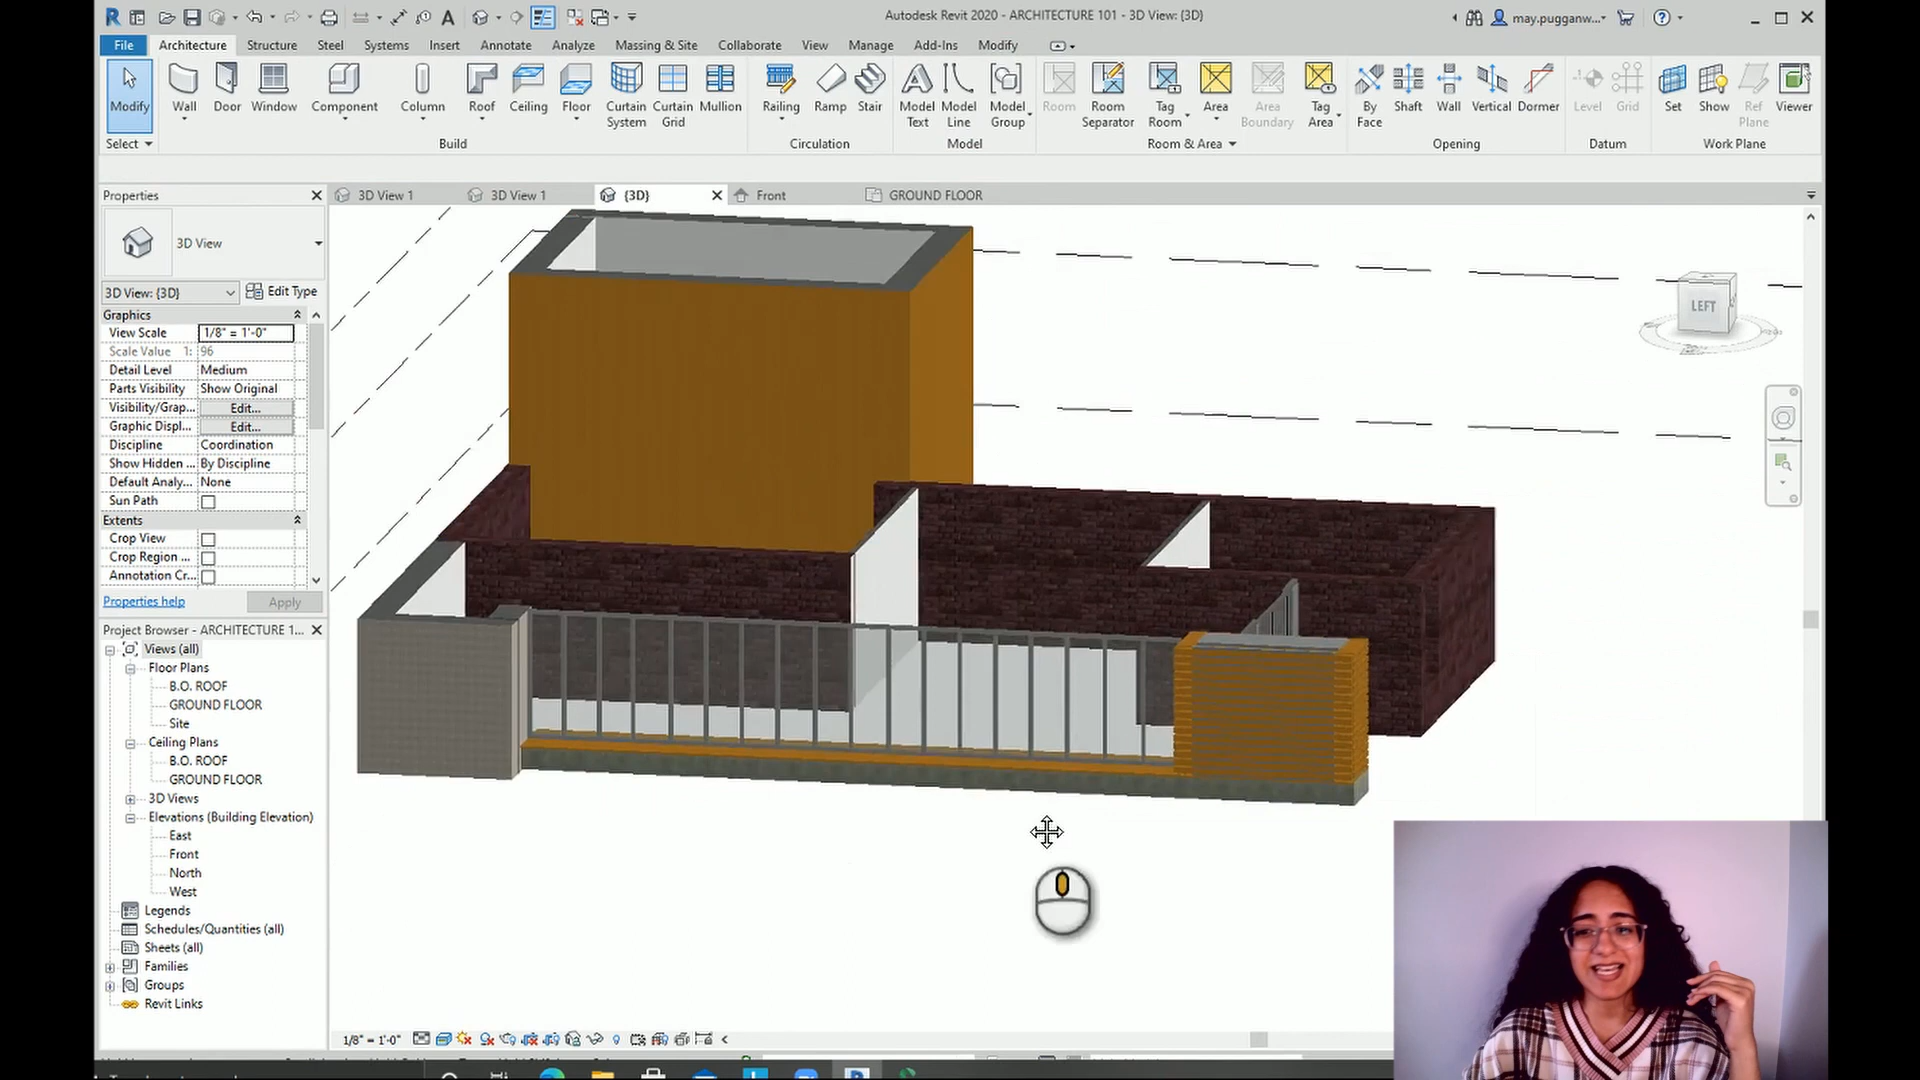 Autodesk Revit 2020 - ARCHITECTURE 101 - 3D View: {3D}
may.pugganw...
File Architecture Structure Steel Systems Insert Annotate Analyze Massing & Site Collaborate View Manage Add-Ins Modify
Modify Wall Door Window Component Column Roof Ceiling Floor Curtain System Curtain Grid Mullion Railing Ramp Stair Model Text Model Line Model Group Room Room Separator Tag Room Area Area Boundary Tag Area By Face Shaft Wall Vertical Dormer Level Grid Set Show Ref Plane Viewer
Select Build Circulation Model Room & Area Opening Datum Work Plane
Properties
3D View 1
3D View 1
{3D}
Front
GROUND FLOOR
3D View
3D View: {3D}
Edit Type
Graphics
View Scale 1/8" = 1'-0"
Scale Value 1: 96
Detail Level Medium
Parts Visibility Show Original
Visibility/Grap... Edit...
Graphic Displ... Edit...
Discipline Coordination
Show Hidden ... By Discipline
Default Analy... None
Sun Path
Extents
Crop View
Crop Region ...
Annotation Cr...
Properties help
Apply
LEFT
Project Browser - ARCHITECTURE 1...
Views (all)
Floor Plans
B.O. ROOF
GROUND FLOOR
Site
Ceiling Plans
B.O. ROOF
GROUND FLOOR
3D Views
Elevations (Building Elevation)
East
Front
North
West
Legends
Schedules/Quantities (all)
Sheets (all)
Families
Groups
Revit Links
1/8" = 1'-0"